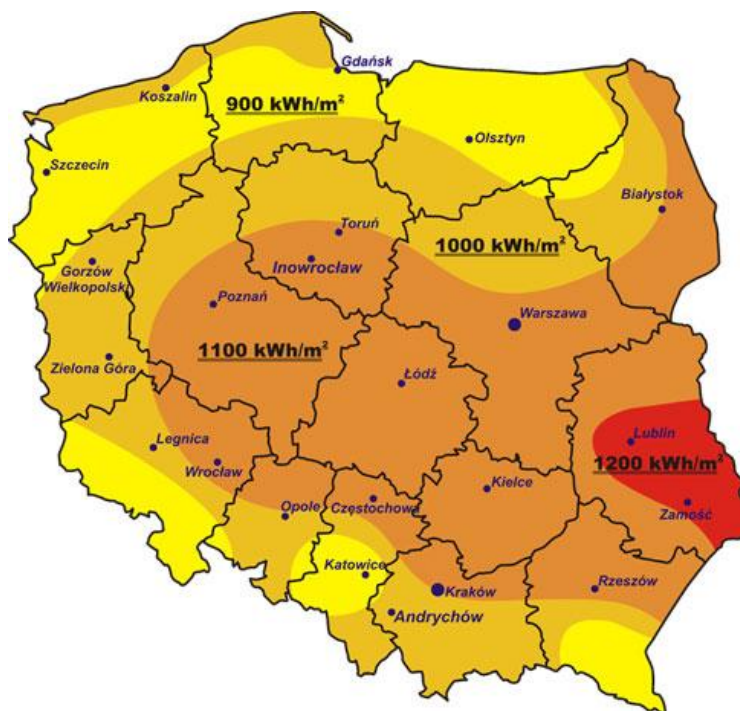 Gdańsk
Koszalin
900 kWh/m²
Olsztyn
Szczecin
Białystok
Toruń
1000 kWh/m²
Inowrocław
Gorzów
Wielkopolski
Poznań
Warszawa
1100 kWh/m²
Zielona Góra
Łódź
Legnica
Lublin
Wrocław
1200 kWh/m²
Kielce
Opole
Częstochowa
Zamość
Katowice
Kraków
Rzeszów
Andrychów